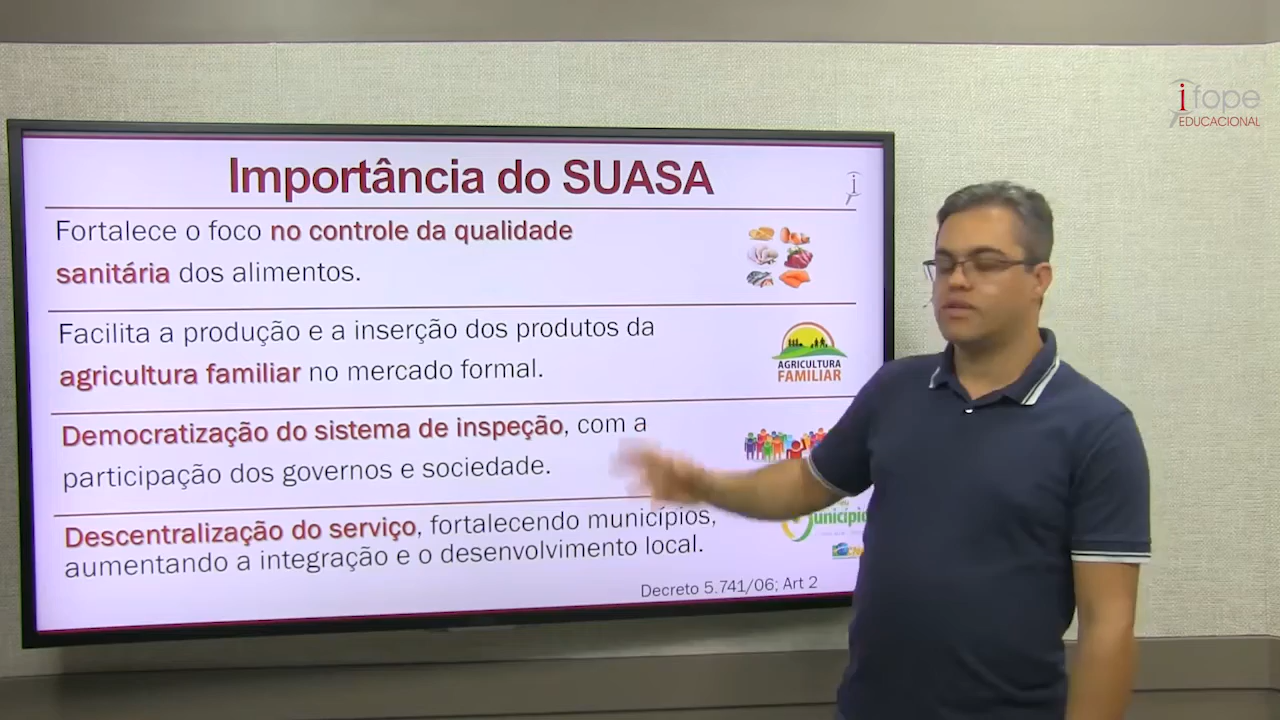 ifope
EDUCACIONAL
Importância do SUASA
Fortalece o foco no controle da qualidade
sanitária dos alimentos.
Facilita a produção e a inserção dos produtos da
agricultura familiar no mercado formal.
AGRICULTURA
FAMILIAR
Democratização do sistema de inspeção, com a
participação dos governos e sociedade.
Descentralização do serviço, fortalecendo municípios,
aumentando a integração e o desenvolvimento local.
Decreto 5.741/06; Art 2